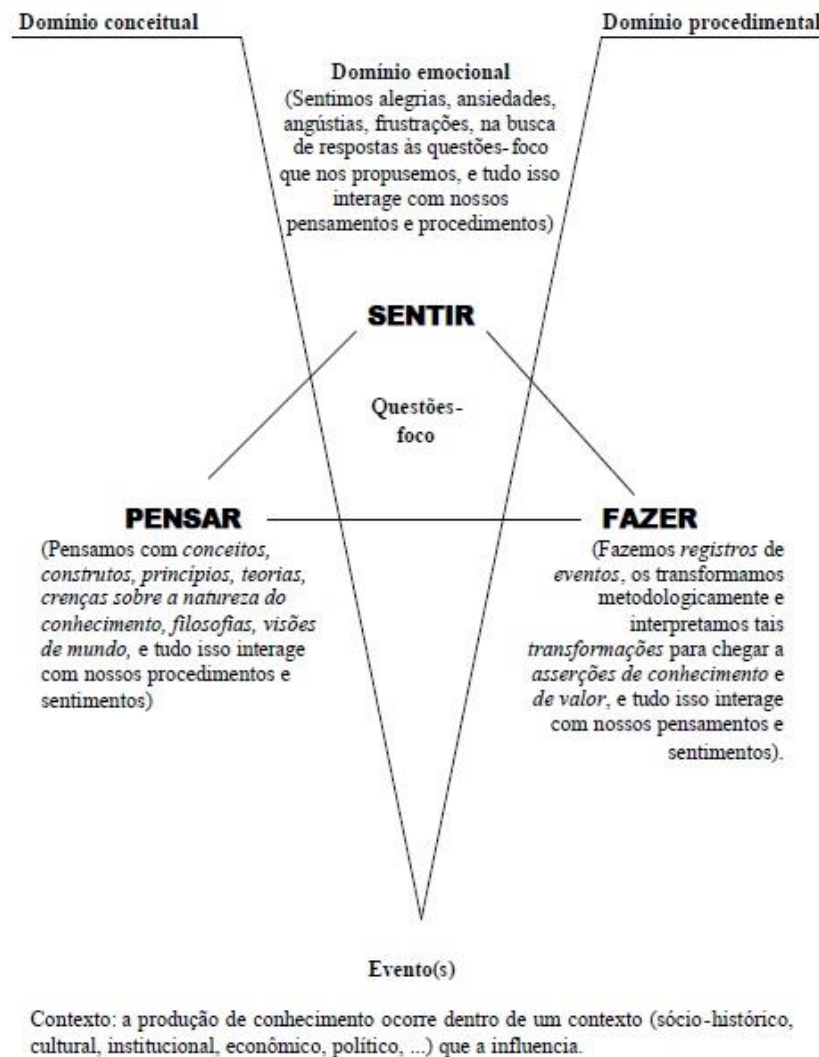 Domínio conceitual
Domínio procedimental
Domínio emocional
(Sentimos alegrias, ansiedades,
angústias, frustrações, na busca
de respostas às questões-foco
que nos propusemos, e tudo isso
interage com nossos
pensamentos e procedimentos)
SENTIR
Questões-
foco
PENSAR
(Pensamos com conceitos,
construtos, princípios, teorias,
crenças sobre a natureza do
conhecimento, filosofias, visões
de mundo, e tudo isso interage
com nossos procedimentos e
sentimentos)
FAZER
(Fazemos registros de
eventos, os transformamos
metodologicamente e
interpretamos tais
transformações para chegar a
asserções de conhecimento e
de valor, e tudo isso interage
com nossos pensamentos e
sentimentos).
Evento(s)
Contexto: a produção de conhecimento ocorre dentro de um contexto (sócio-histórico,
cultural, institucional, econômico, político, ...) que a influencia.